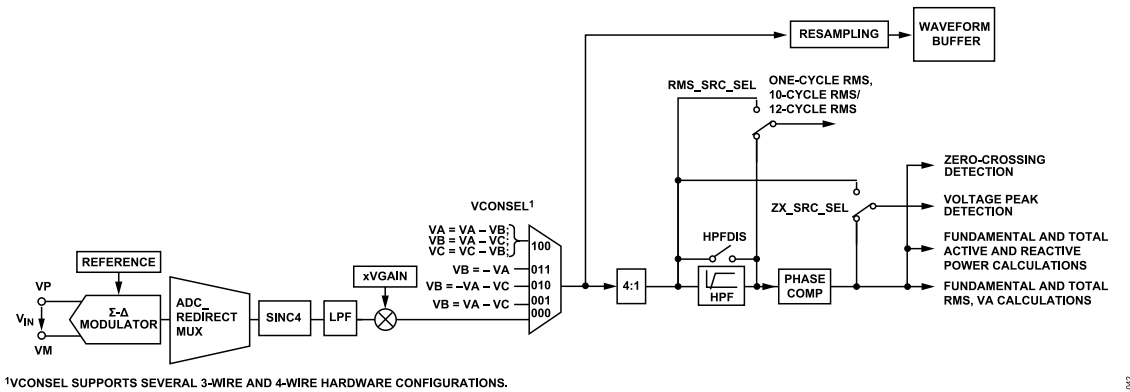 RESAMPLING
WAVEFORM
BUFFER
RMS_SRC_SEL
ONE-CYCLE RMS,
10-CYCLE RMS/
12-CYCLE RMS
ZERO-CROSSING
DETECTION
VCONSEL1
ZX_SRC_SEL
VOLTAGE PEAK
DETECTION
VA = VA – VB
VB = VA – VC
VC = VC – VB
100
HPFDIS
FUNDAMENTAL AND TOTAL
ACTIVE AND REACTIVE
POWER CALCULATIONS
REFERENCE
xVGAIN
VB = –VA
011
VB = –VA – VC
010
VB = VA – VC
001
000
4:1
HPF
PHASE
COMP
FUNDAMENTAL AND TOTAL
RMS, VA CALCULATIONS
VP
VIN
VM
Σ-Δ
MODULATOR
ADC_
REDIRECT
MUX
SINC4
LPF
1VCONSEL SUPPORTS SEVERAL 3-WIRE AND 4-WIRE HARDWARE CONFIGURATIONS.